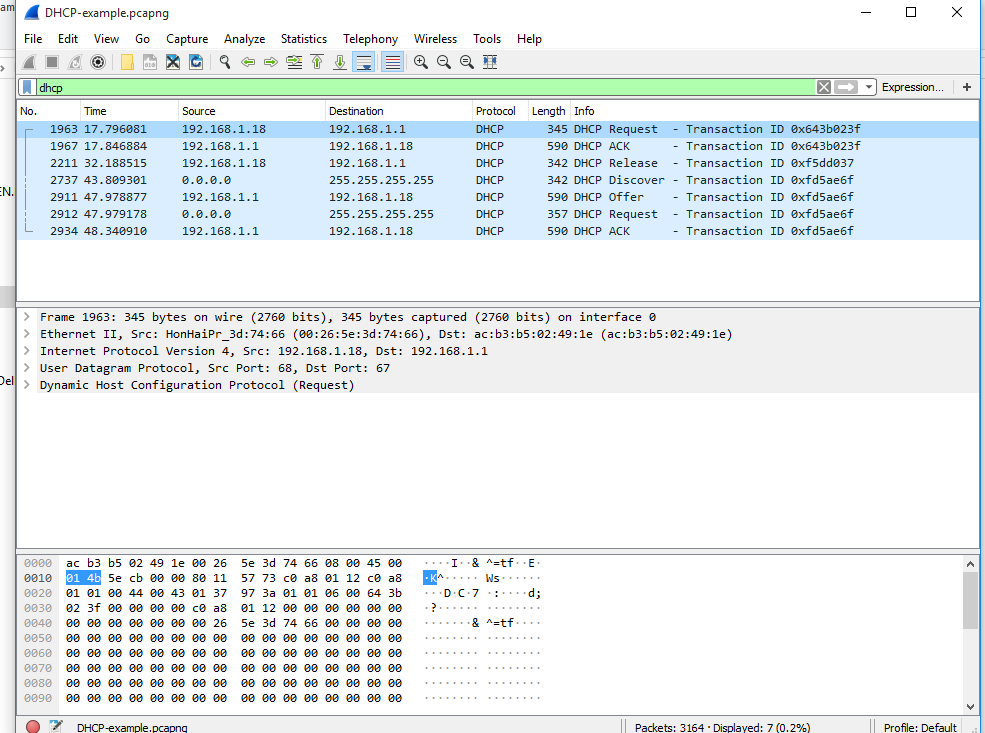 am
DHCP-example.pcapng
File Edit View Go Capture Analyze Statistics Telephony Wireless Tools Help
dhcp Expression... +
No. Time Source Destination Protocol Length Info
1963 17.796081 192.168.1.18 192.168.1.1 DHCP 345 DHCP Request - Transaction ID 0x643b023f
1967 17.846884 192.168.1.1 192.168.1.18 DHCP 590 DHCP ACK - Transaction ID 0x643b023f
2211 32.188515 192.168.1.18 192.168.1.1 DHCP 342 DHCP Release - Transaction ID 0xf5dd037
2737 43.809301 0.0.0.0 255.255.255.255 DHCP 342 DHCP Discover - Transaction ID 0xfd5ae6f
EN.
2911 47.978877 192.168.1.1 192.168.1.18 DHCP 590 DHCP Offer - Transaction ID 0xfd5ae6f
2912 47.979178 0.0.0.0 255.255.255.255 DHCP 357 DHCP Request - Transaction ID 0xfd5ae6f
2934 48.340910 192.168.1.1 192.168.1.18 DHCP 590 DHCP ACK - Transaction ID 0xfd5ae6f
> Frame 1963: 345 bytes on wire (2760 bits), 345 bytes captured (2760 bits) on interface 0
> Ethernet II, Src: HonHaiPr_3d:74:66 (00:26:5e:3d:74:66), Dst: ac:b3:b5:02:49:1e (ac:b3:b5:02:49:1e)
> Internet Protocol Version 4, Src: 192.168.1.18, Dst: 192.168.1.1
> User Datagram Protocol, Src Port: 68, Dst Port: 67
Del
> Dynamic Host Configuration Protocol (Request)
0000 ac b3 b5 02 49 1e 00 26 5e 3d 74 66 08 00 45 00 ····I··& ^=tf··E·
0010 01 4b 5e cb 00 00 80 11 57 73 c0 a8 01 12 c0 a8 ·K^····· Ws······
0020 01 01 00 44 00 43 01 37 97 3a 01 01 06 00 64 3b ···D·C·7 ·:····d;
0030 02 3f 00 00 00 00 c0 a8 01 12 00 00 00 00 00 00 ·?······ ········
0040 00 00 00 00 00 00 00 26 5e 3d 74 66 00 00 00 00 ·······& ^=tf····
0050 00 00 00 00 00 00 00 00 00 00 00 00 00 00 00 00 ········ ········
0060 00 00 00 00 00 00 00 00 00 00 00 00 00 00 00 00 ········ ········
0070 00 00 00 00 00 00 00 00 00 00 00 00 00 00 00 00 ········ ········
0080 00 00 00 00 00 00 00 00 00 00 00 00 00 00 00 00 ········ ········
0090 00 00 00 00 00 00 00 00 00 00 00 00 00 00 00 00 ········ ········
DHCP-example.pcapng Packets: 3164 · Displayed: 7 (0.2%) Profile: Default